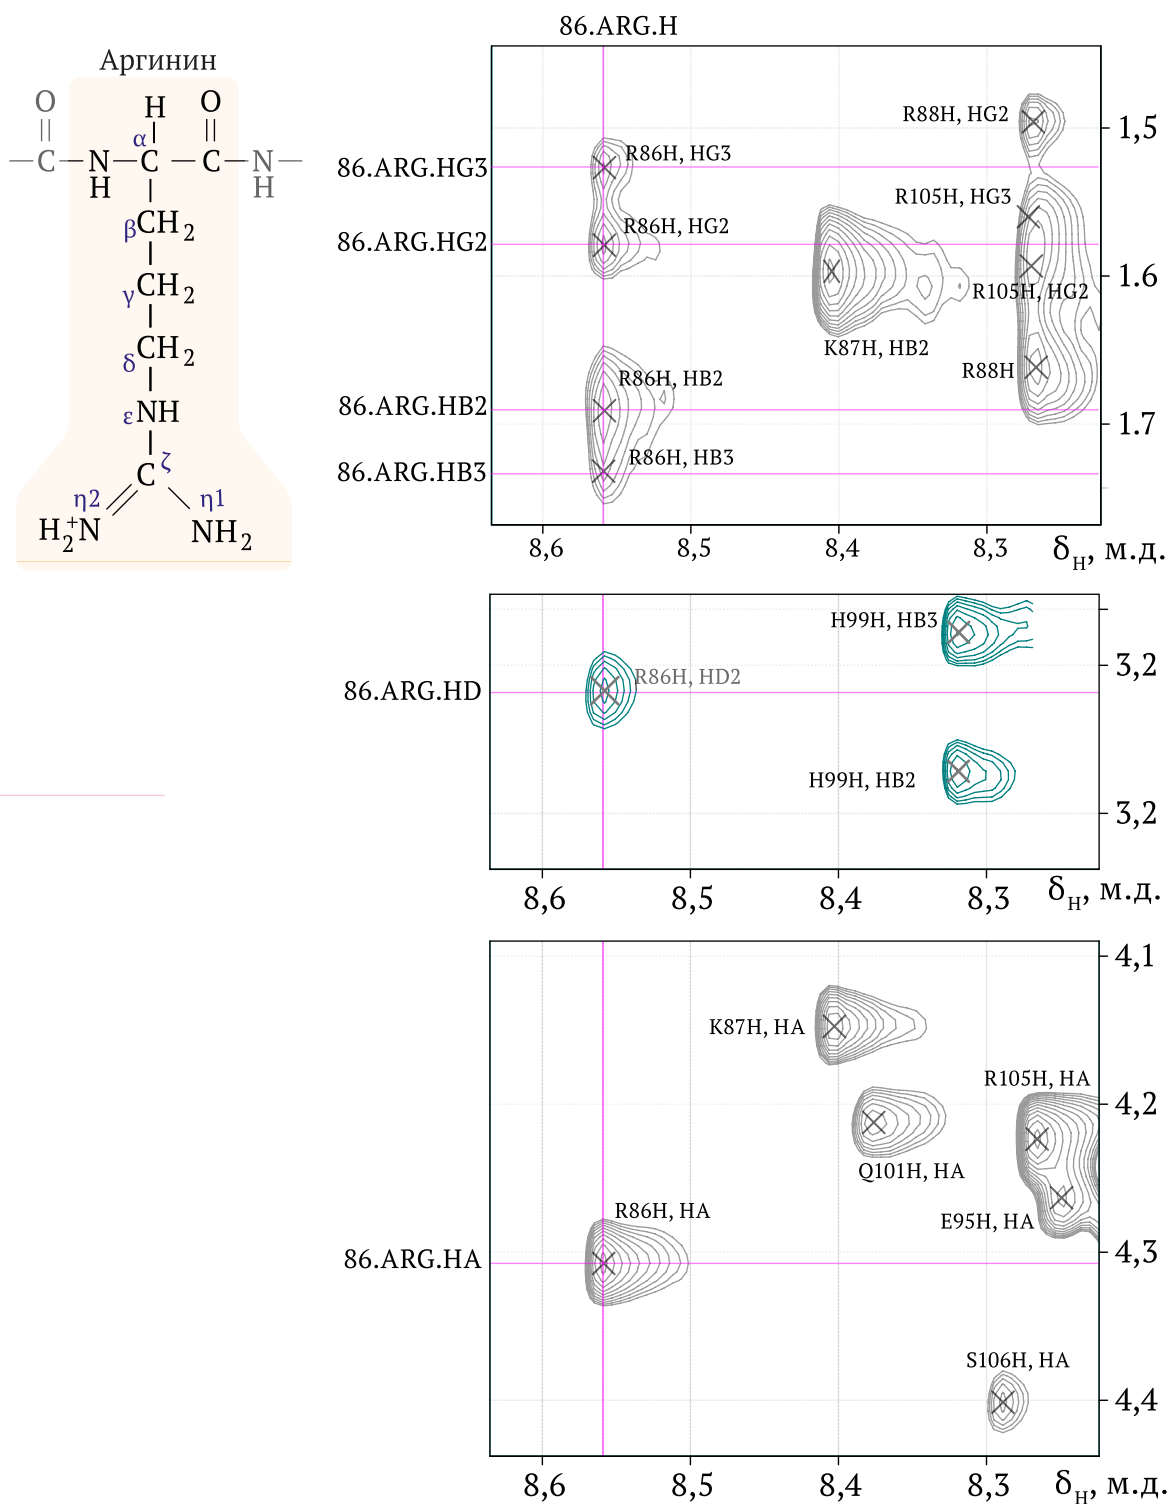 86.ARG.H
Аргинин
O
H
O
α
C
N
C
C
N
H
H
β
CH2
γ
CH2
δ
CH2
ε
NH
C
ζ
η2
η1
H2+N
NH2
86.ARG.HG3
86.ARG.HG2
86.ARG.HB2
86.ARG.HB3
R88H, HG2
R86H, HG3
R105H, HG3
R86H, HG2
R105H, HG2
K87H, HB2
R88H
R86H, HB2
R86H, HB3
1,5
1.6
1.7
8,6
8,5
8,4
8,3
δH, м.д.
H99H, HB3
R86H, HD2
86.ARG.HD
H99H, HB2
3,2
3,2
8,6
8,5
8,4
8,3
δH, м.д.
4,1
K87H, HA
R105H, HA
4,2
Q101H, HA
R86H, HA
E95H, HA
86.ARG.HA
4,3
S106H, HA
4,4
8,6
8,5
8,4
8,3
δH, м.д.